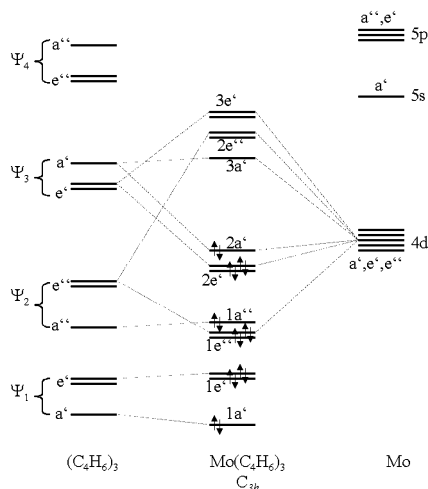 a‘‘,e‘
5p
a‘‘
Ψ4
e‘‘
a‘
5s
3e‘
2e‘‘
a‘
Ψ3
e‘
3a‘
2a‘
4d
2e‘
a‘,e‘,e‘‘
e‘‘
Ψ2
a‘‘
1a‘‘
1e‘‘
e‘
Ψ1
a‘
1e‘
1a‘
(C4H6)3
Mo(C4H6)3
Mo
C3h